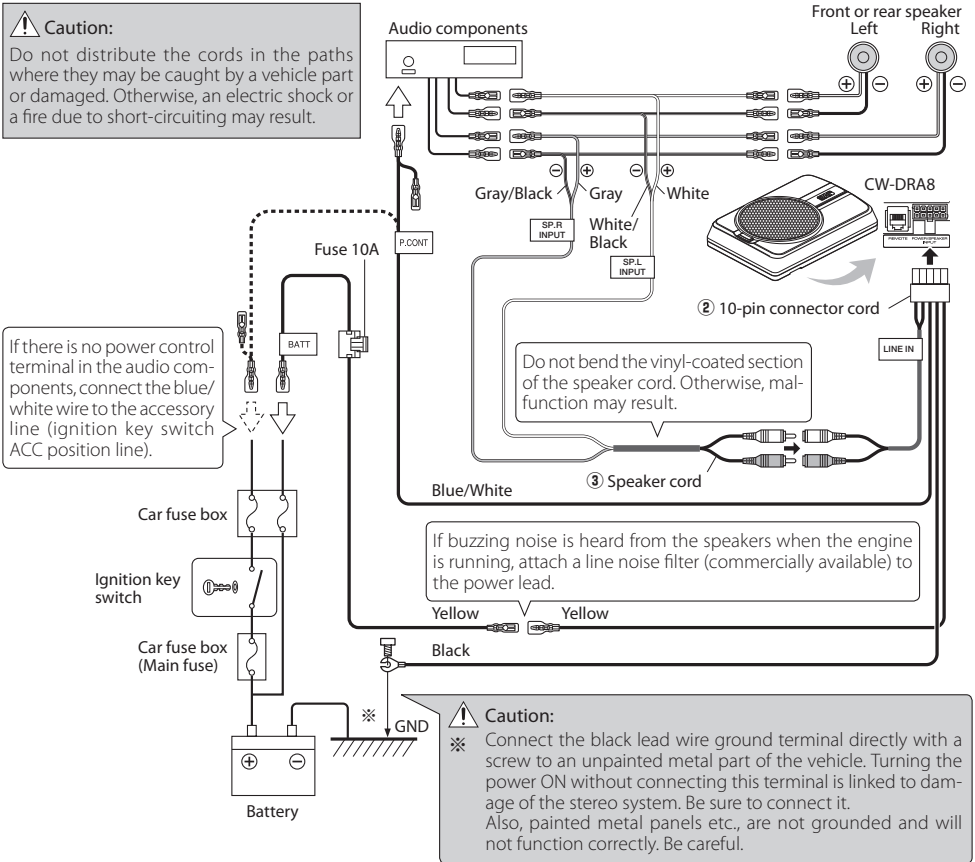 Caution:
Do not distribute the cords in the paths
where they may be caught by a vehicle part
or damaged. Otherwise, an electric shock or
a fire due to short-circuiting may result.
Audio components
Front or rear speaker
Left
Right
⊕ ⊖
⊕ ⊖
⊖ ⊕
⊖ ⊕
Gray/Black
Gray
White/
Black
White
CW-DRA8
SP.R
INPUT
SP.L
INPUT
P.CONT
Fuse 10A
REMOTE
POWER/SPEAKER
INPUT
② 10-pin connector cord
BATT
LINE IN
If there is no power control
terminal in the audio com-
ponents, connect the blue/
white wire to the accessory
line (ignition key switch
ACC position line).
Do not bend the vinyl-coated section
of the speaker cord. Otherwise, mal-
function may result.
③ Speaker cord
Blue/White
Car fuse box
If buzzing noise is heard from the speakers when the engine
is running, attach a line noise filter (commercially available) to
the power lead.
Ignition key
switch
Yellow
Yellow
Car fuse box
(Main fuse)
Black
※
GND
⊕ ⊖
Battery
Caution:
※ Connect the black lead wire ground terminal directly with a
screw to an unpainted metal part of the vehicle. Turning the
power ON without connecting this terminal is linked to dam-
age of the stereo system. Be sure to connect it.
Also, painted metal panels etc., are not grounded and will
not function correctly. Be careful.